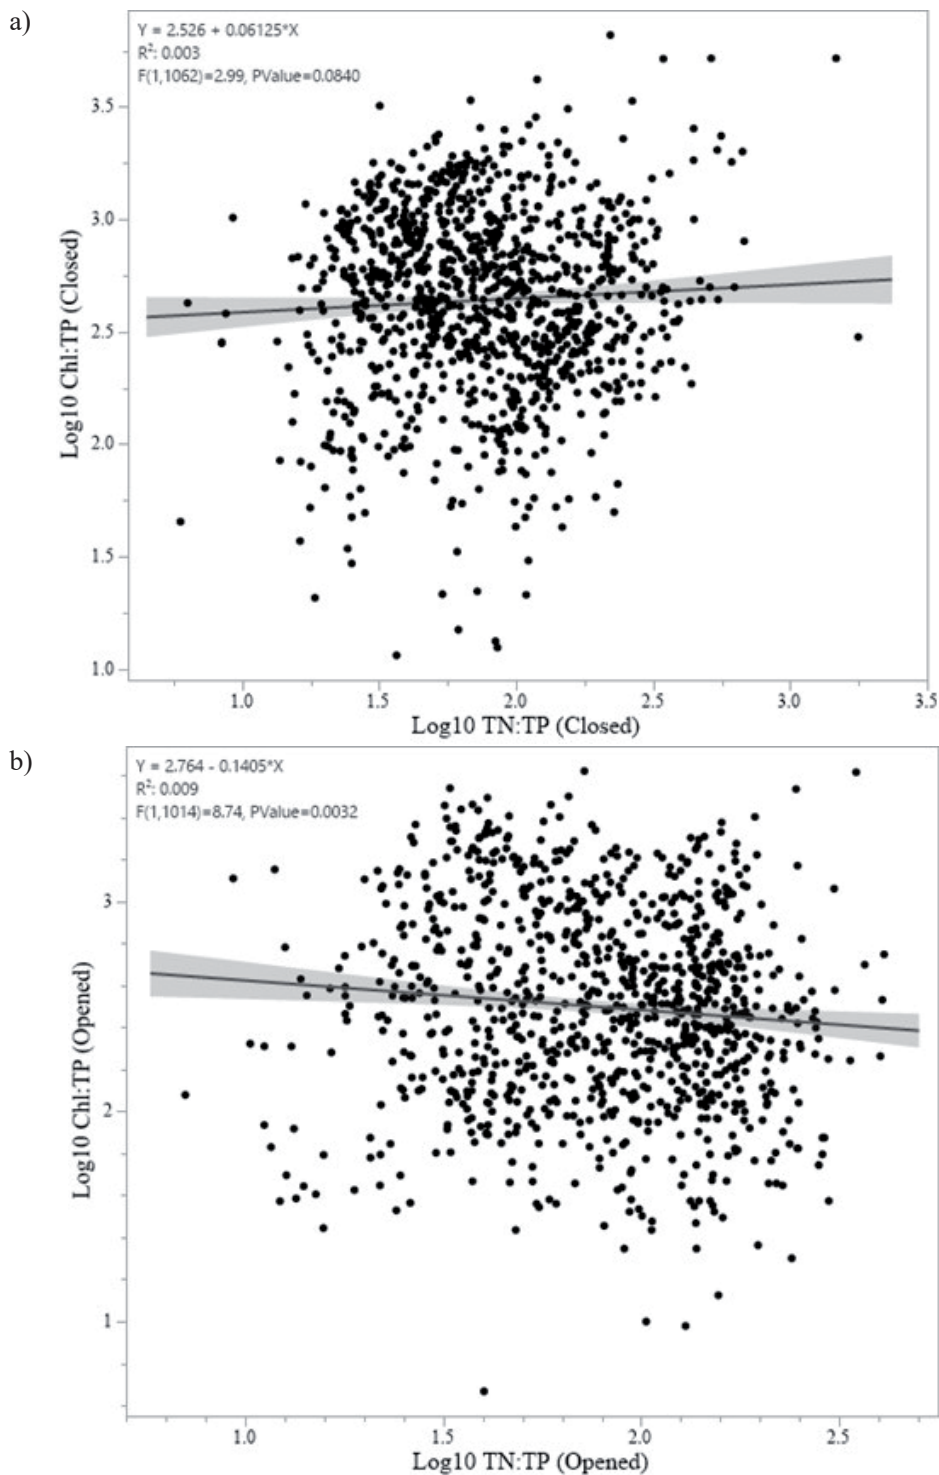 a)
Y = 2.526 + 0.06125*X
R²: 0.003
F(1,1062)=2.99, PValue=0.0840
3.5
3.0
2.5
2.0
1.5
1.0
Log10 Chl:TP (Closed)
1.0 1.5 2.0 2.5 3.0 3.5
Log10 TN:TP (Closed)
b)
Y = 2.764 - 0.1405*X
R²: 0.009
F(1,1014)=8.74, PValue=0.0032
3
2
1
Log10 Chl:TP (Opened)
1.0 1.5 2.0 2.5
Log10 TN:TP (Opened)